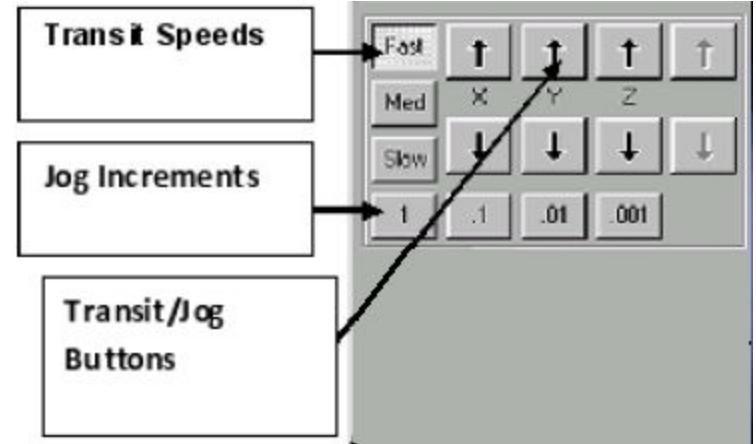 Transit Speeds
Fast
Med
X Y Z
Slow
Jog Increments
1 .1 .01 .001
Transit/Jog
Buttons